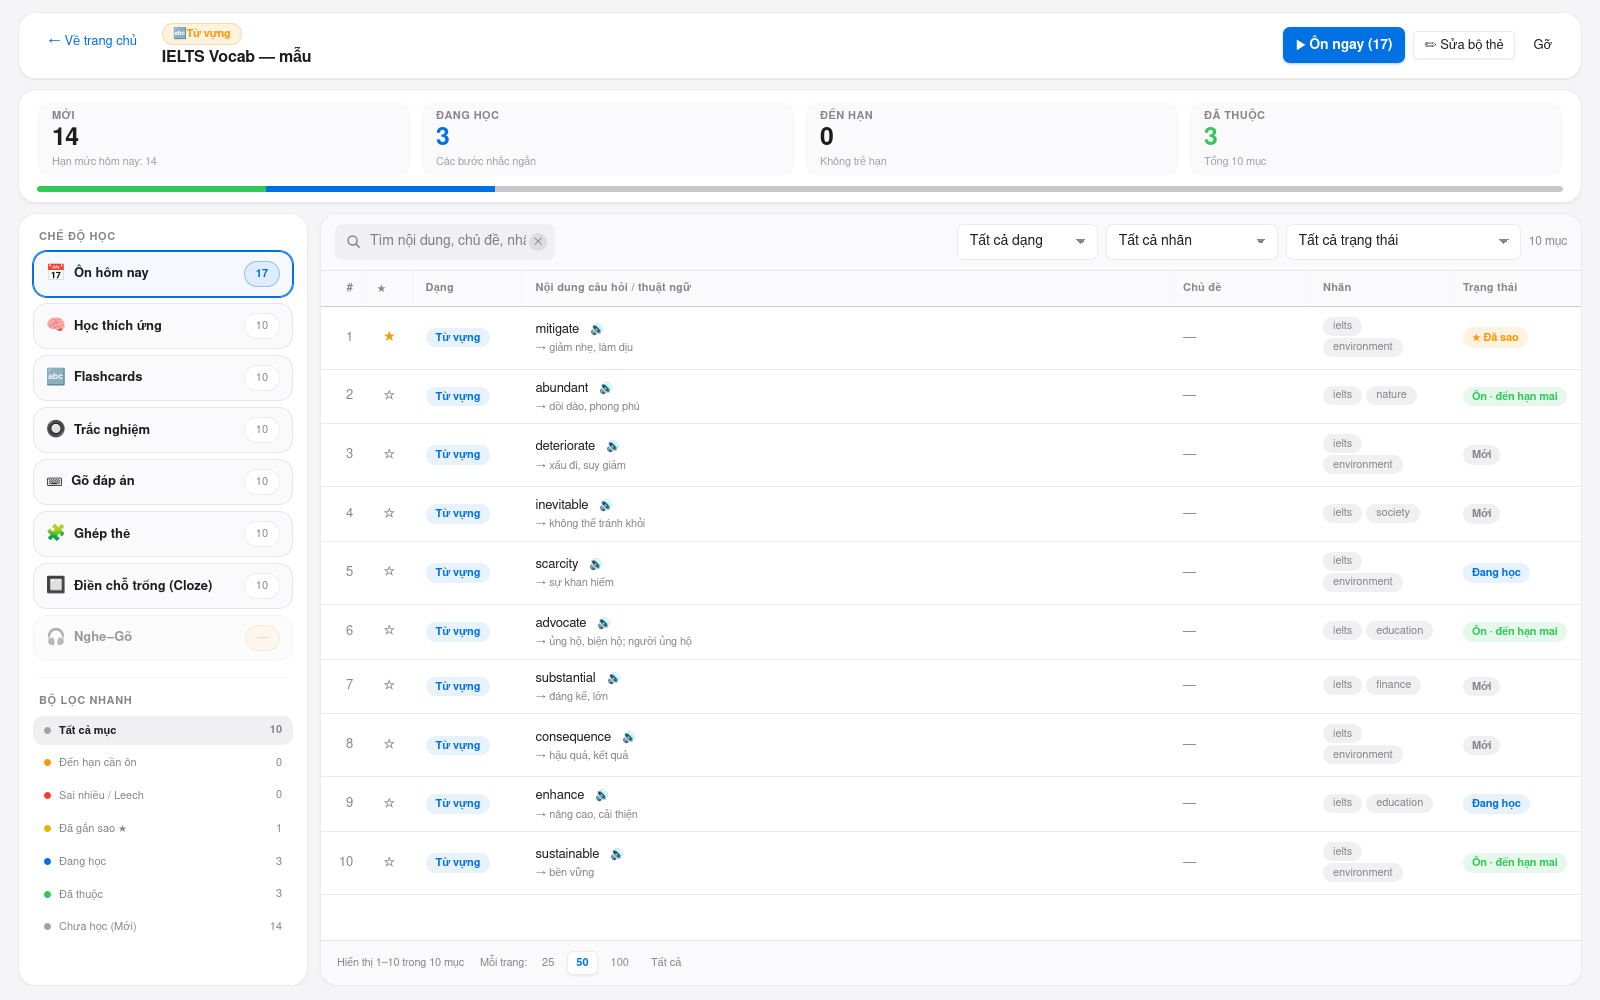 ← Về trang chủ
🔤Từ vựng
IELTS Vocab — mẫu
▶ Ôn ngay (17)
✏ Sửa bộ thẻ
Gỡ
MỚI
14
Hạn mức hôm nay: 14
ĐANG HỌC
3
Các bước nhắc ngắn
ĐẾN HẠN
0
Không trễ hạn
ĐÃ THUỘC
3
Tổng 10 mục
CHẾ ĐỘ HỌC
Ôn hôm nay 17
Học thích ứng 10
Flashcards 10
Trắc nghiệm 10
Gõ đáp án 10
Ghép thẻ 10
Điền chỗ trống (Cloze) 10
Nghe–Gõ —
BỘ LỌC NHANH
Tất cả mục 10
Đến hạn cần ôn 0
Sai nhiều / Leech 0
Đã gắn sao ★ 1
Đang học 3
Đã thuộc 3
Chưa học (Mới) 14
Tìm nội dung, chủ đề, nhã
Tất cả dạng
Tất cả nhãn
Tất cả trạng thái
10 mục
# ★ Dạng Nội dung câu hỏi / thuật ngữ Chủ đề Nhãn Trạng thái
1 ★ Từ vựng mitigate — ielts environment ★ Đã sao
→ giảm nhẹ, làm dịu
2 ☆ Từ vựng abundant — ielts nature Ôn · đến hạn mai
→ dồi dào, phong phú
3 ☆ Từ vựng deteriorate — ielts environment Mới
→ xấu đi, suy giảm
4 ☆ Từ vựng inevitable — ielts society Mới
→ không thể tránh khỏi
5 ☆ Từ vựng scarcity — ielts environment Đang học
→ sự khan hiếm
6 ☆ Từ vựng advocate — ielts education Ôn · đến hạn mai
→ ủng hộ, biện hộ; người ủng hộ
7 ☆ Từ vựng substantial — ielts finance Mới
→ đáng kể, lớn
8 ☆ Từ vựng consequence — ielts environment Mới
→ hậu quả, kết quả
9 ☆ Từ vựng enhance — ielts education Đang học
→ nâng cao, cải thiện
10 ☆ Từ vựng sustainable — ielts environment Ôn · đến hạn mai
→ bền vững
Hiển thị 1–10 trong 10 mục Mỗi trang: 25 50 100 Tất cả